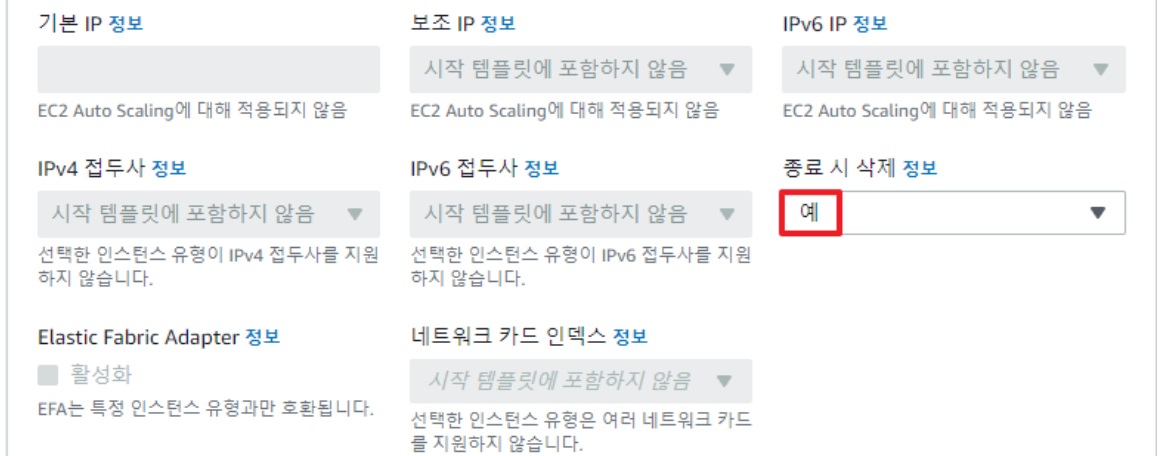 기본 IP 정보
보조 IP 정보
IPv6 IP 정보
시작 템플릿에 포함하지 않음
시작 템플릿에 포함하지 않음
EC2 Auto Scaling에 대해 적용되지 않음
EC2 Auto Scaling에 대해 적용되지 않음
EC2 Auto Scaling에 대해 적용되지 않음
IPv4 접두사 정보
IPv6 접두사 정보
종료 시 삭제 정보
시작 템플릿에 포함하지 않음
시작 템플릿에 포함하지 않음
예
선택한 인스턴스 유형이 IPv4 접두사를 지원
하지 않습니다.
선택한 인스턴스 유형이 IPv6 접두사를 지원
하지 않습니다.
Elastic Fabric Adapter 정보
네트워크 카드 인덱스 정보
활성화
시작 템플릿에 포함하지 않음
EFA는 특정 인스턴스 유형과만 호환됩니다.
선택한 인스턴스 유형은 여러 네트워크 카드
를 지원하지 않습니다.